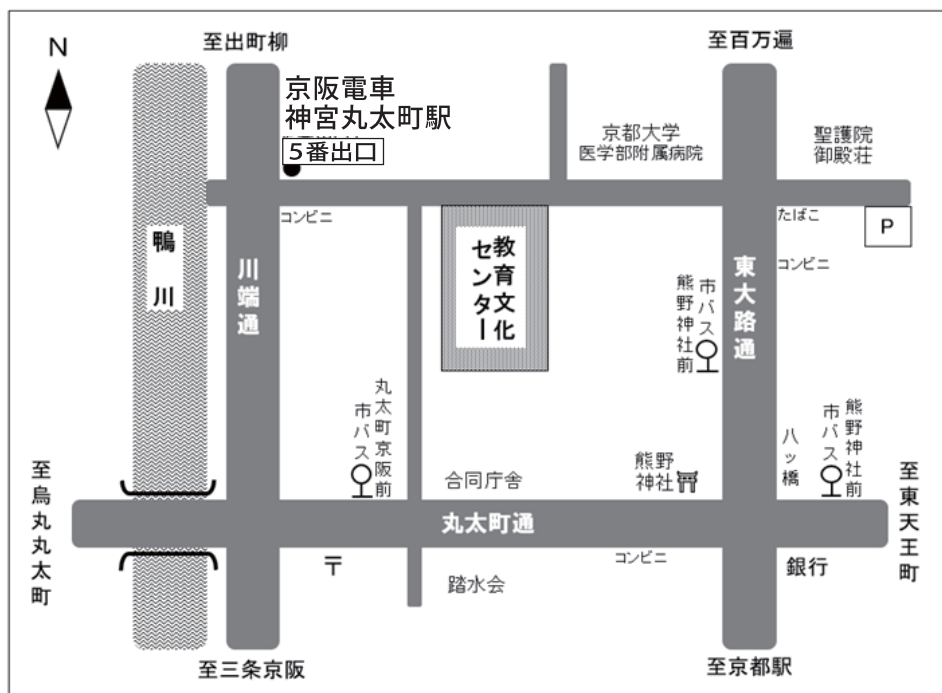 至出町柳
至百万遍
N
京阪電車
神宮丸太町駅
5番出口
京都大学
医学部附属病院
聖護院
御殿荘
コンビニ
たばこ
P
鴨川
川端通
教育文化
センター
東大路通
コンビニ
市バス
熊野神社前
丸太町京阪前
市バス
熊野神社前
市バス
八ッ橋
合同庁舎
熊野
神社
至烏丸丸太町
至東天王町
丸太町通
〒
コンビニ
銀行
踏水会
至三条京阪
至京都駅